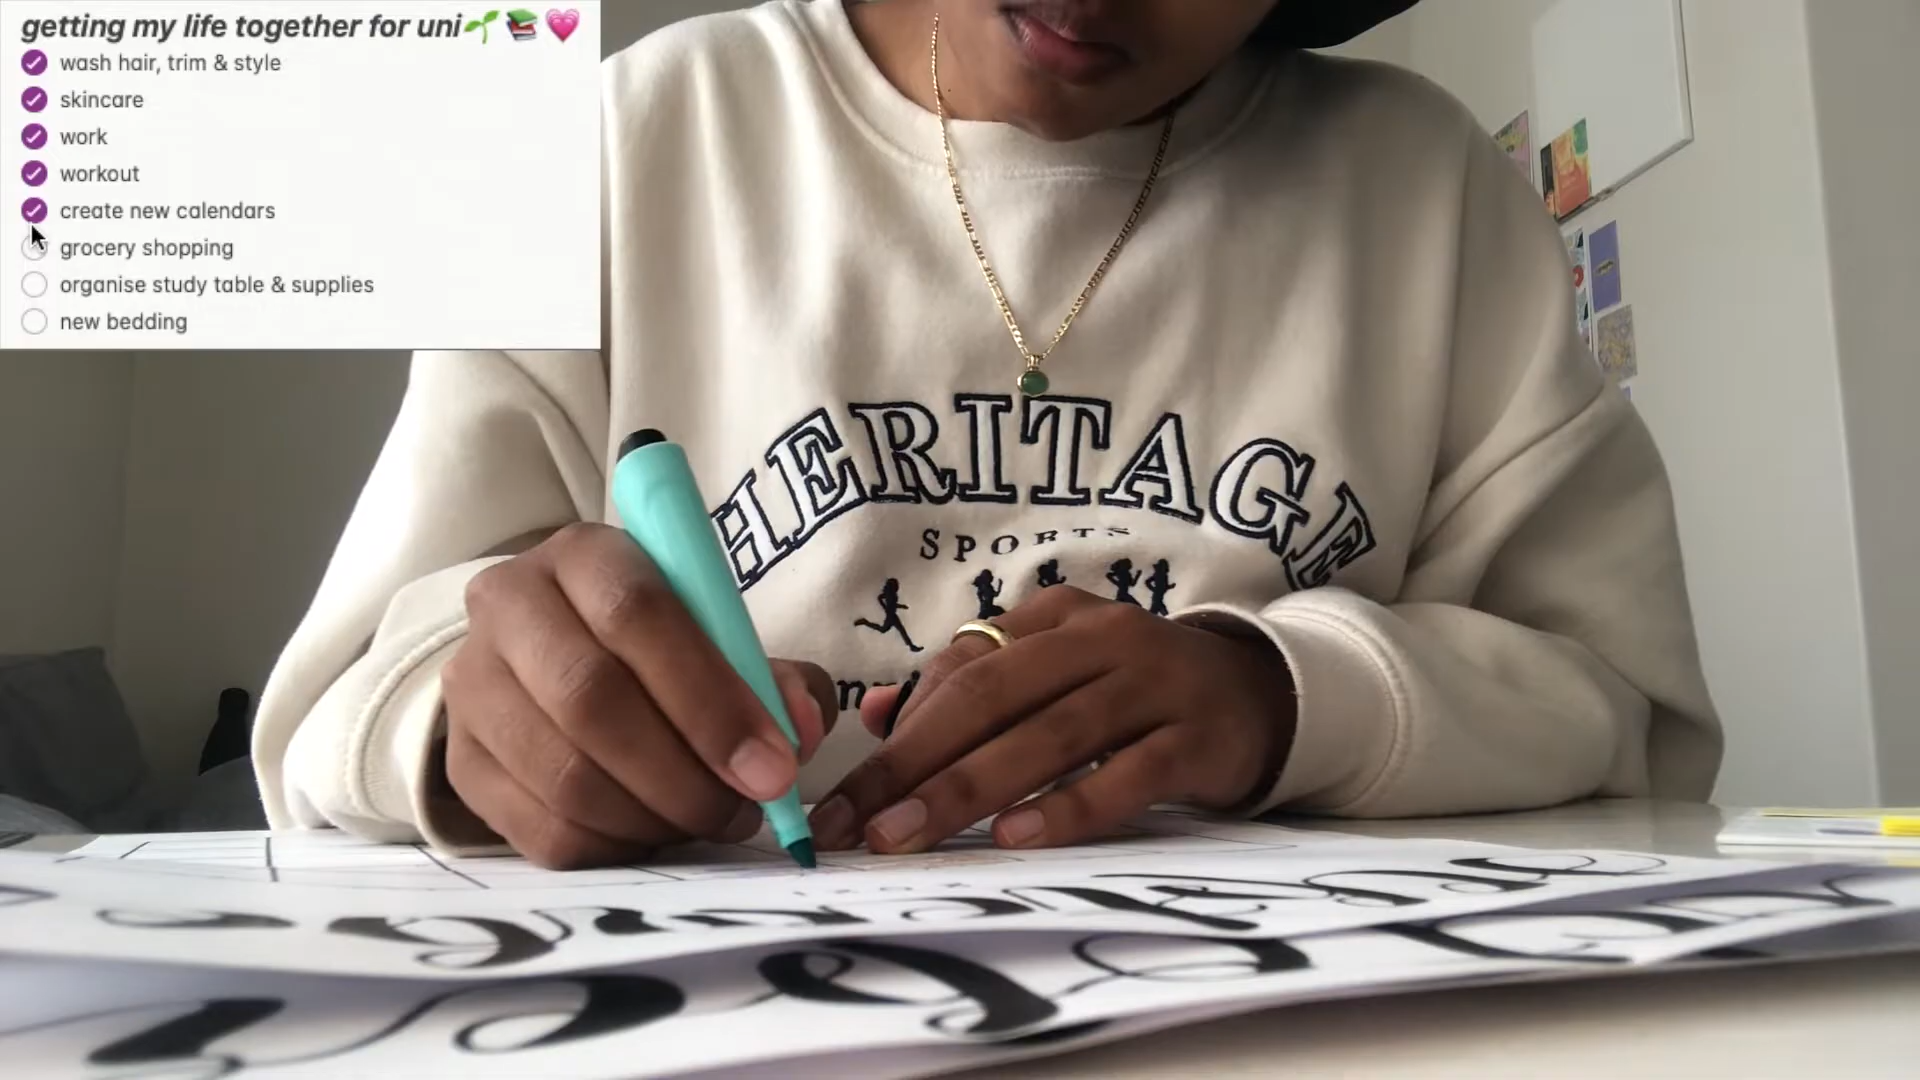 getting my life together for uni🌱📚💗
wash hair, trim & style
skincare
work
workout
create new calendars
grocery shopping
organise study table & supplies
new bedding
HERITAGE
SPORTS